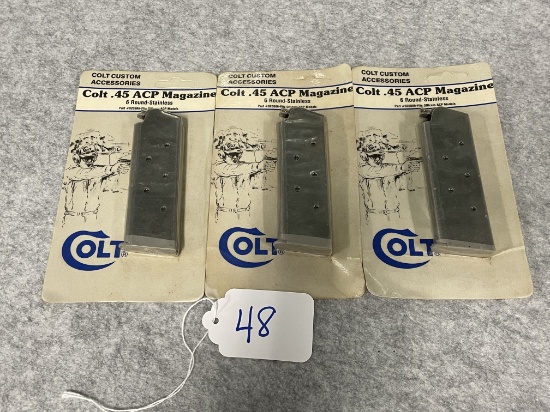 COLT CUSTOM
ACCESSORIES
Colt .45 ACP Magazine
6 Round-Stainless
COLT®
COLT CUSTOM
ACCESSORIES
Colt .45 ACP Magazine
6 Round-Stainless
COLT®
COLT CUSTOM
ACCESSORIES
Colt .45 ACP Magazine
6 Round-Stainless
COLT®
48